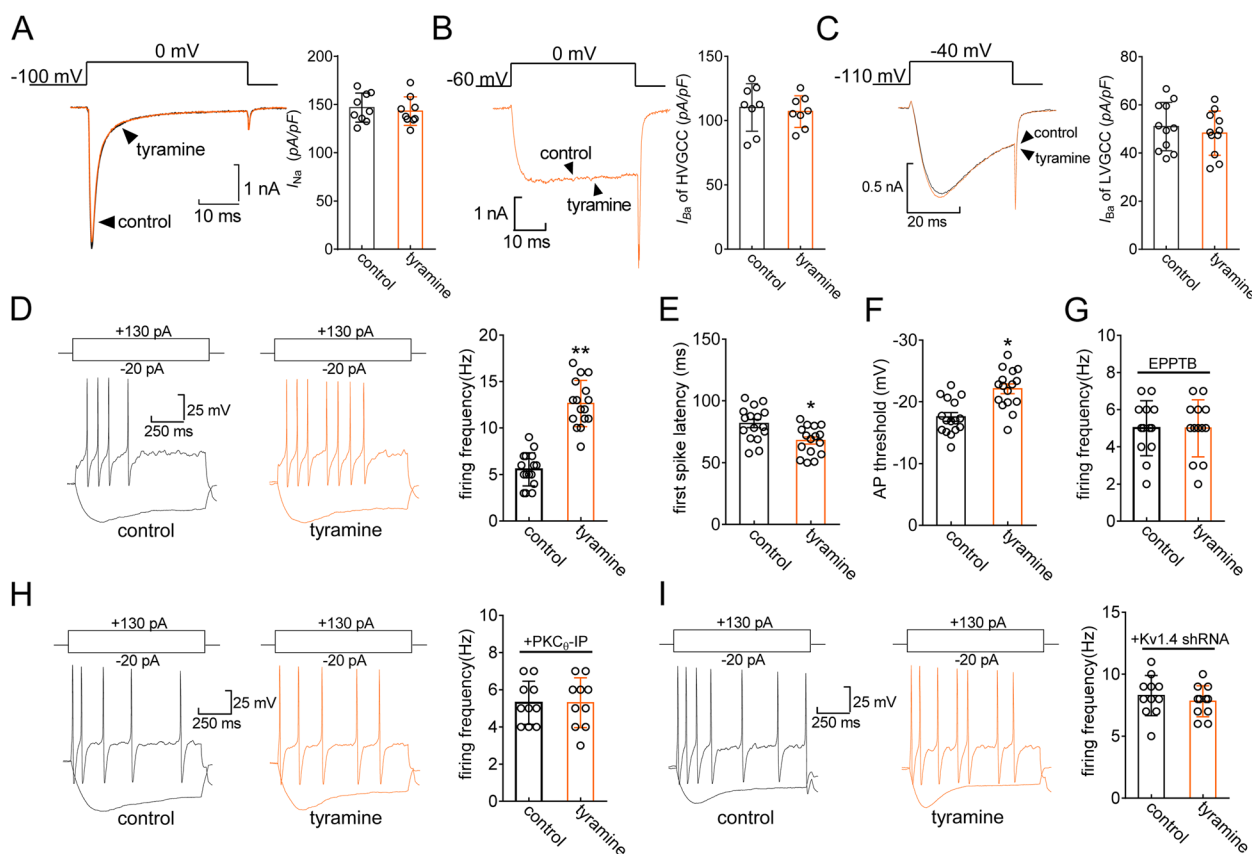 A
0 mV
-100 mV
tyramine
control
1 nA
10 ms
I_Na (pA/pF)
200
150
100
50
0
control
tyramine
B
0 mV
-60 mV
control
tyramine
1 nA
10 ms
I_Ba of HVGCC (pA/pF)
150
100
50
0
control
tyramine
C
-40 mV
-110 mV
control
tyramine
0.5 nA
20 ms
I_Ba of LVGCC (pA/pF)
80
60
40
20
0
control
tyramine
D
+130 pA
-20 pA
25 mV
250 ms
control
+130 pA
-20 pA
tyramine
firing frequency(Hz)
20
15
10
5
0
**
control
tyramine
E
first spike latency (ms)
150
100
50
0
*
control
tyramine
F
AP threshold (mV)
-30
-20
-10
0
*
control
tyramine
G
firing frequency(Hz)
10
8
6
4
2
0
EPPTB
control
tyramine
H
+130 pA
-20 pA
25 mV
250 ms
control
+130 pA
-20 pA
tyramine
firing frequency(Hz)
10
8
6
4
2
0
+PKCθ-IP
control
tyramine
I
+130 pA
-20 pA
25 mV
250 ms
control
+130 pA
-20 pA
tyramine
firing frequency(Hz)
15
10
5
0
+Kv1.4 shRNA
control
tyramine